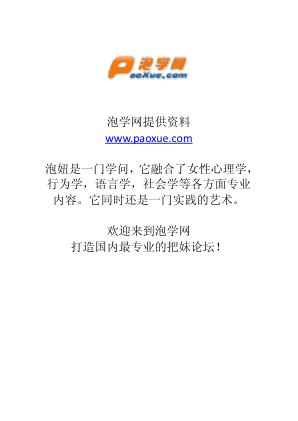 泡学网
PaoXue.com
泡学网提供资料
www.paoxue.com
泡妞是一门学问，它融合了女性心理学，
行为学，语言学，社会学等各方面专业
内容。它同时还是一门实践的艺术。
欢迎来到泡学网
打造国内最专业的把妹论坛！